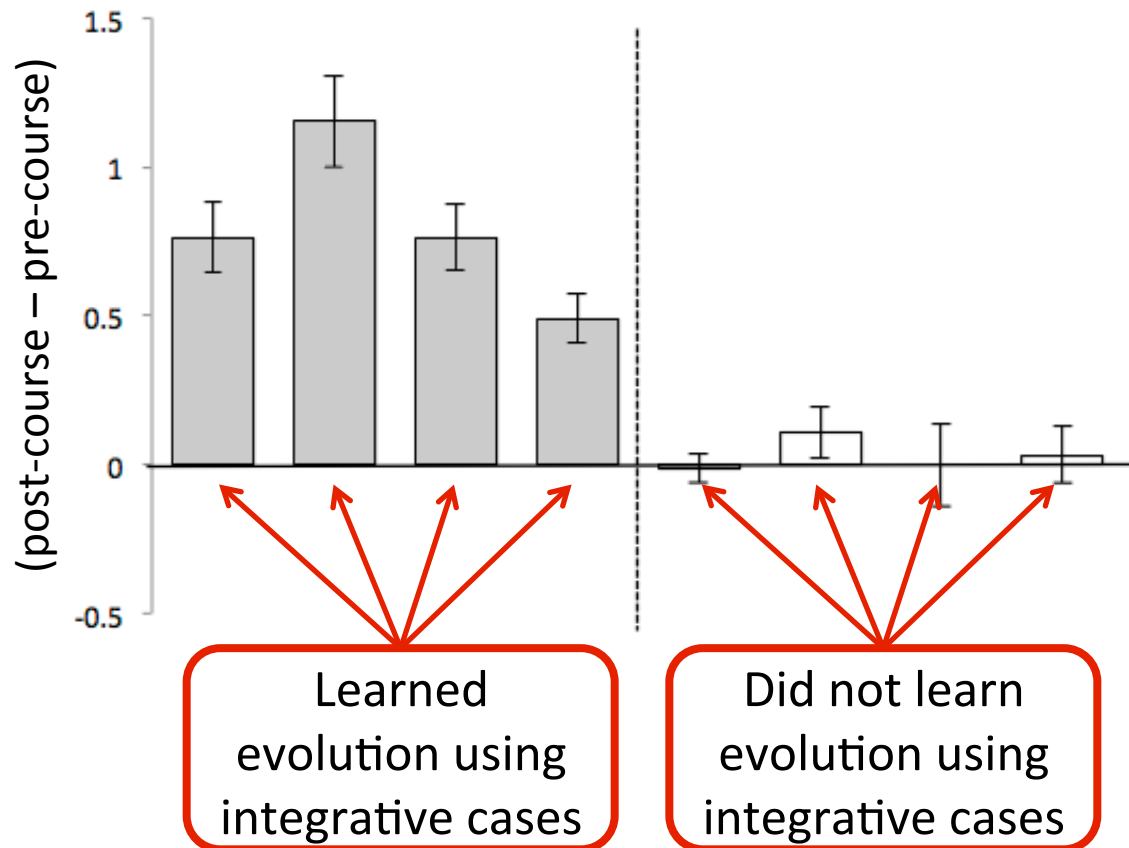 (post-course – pre-course)
1.5
1
0.5
0
-0.5
Learned
evolution using
integrative cases
Did not learn
evolution using
integrative cases